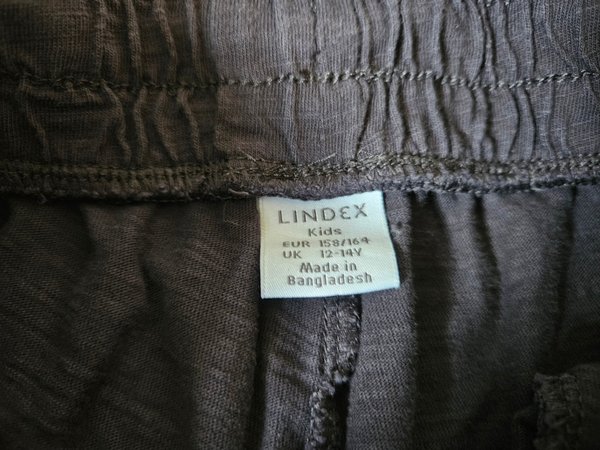 LINDEX
Kids
EUR 158/164
UK 12-14Y
Made in
Bangladesh